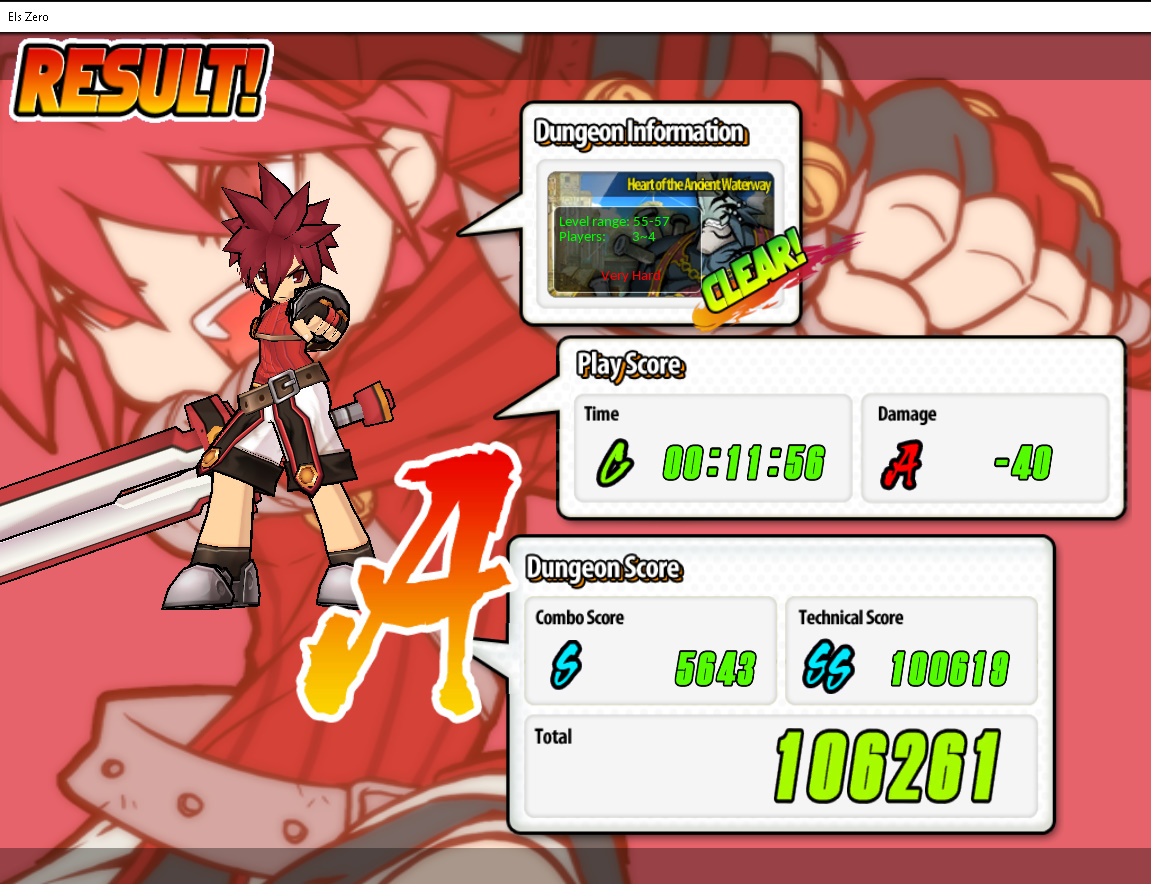 Els Zero
RESULT!
Dungeon Information
Heart of the Ancient Waterway
Level range: 55-57
Players: 3~4
Very Hard
CLEAR!
Play Score
Time
Damage
C 00:11:56
A -40
A
Dungeon Score
Combo Score
Technical Score
S 5643
SS 100619
Total
106261